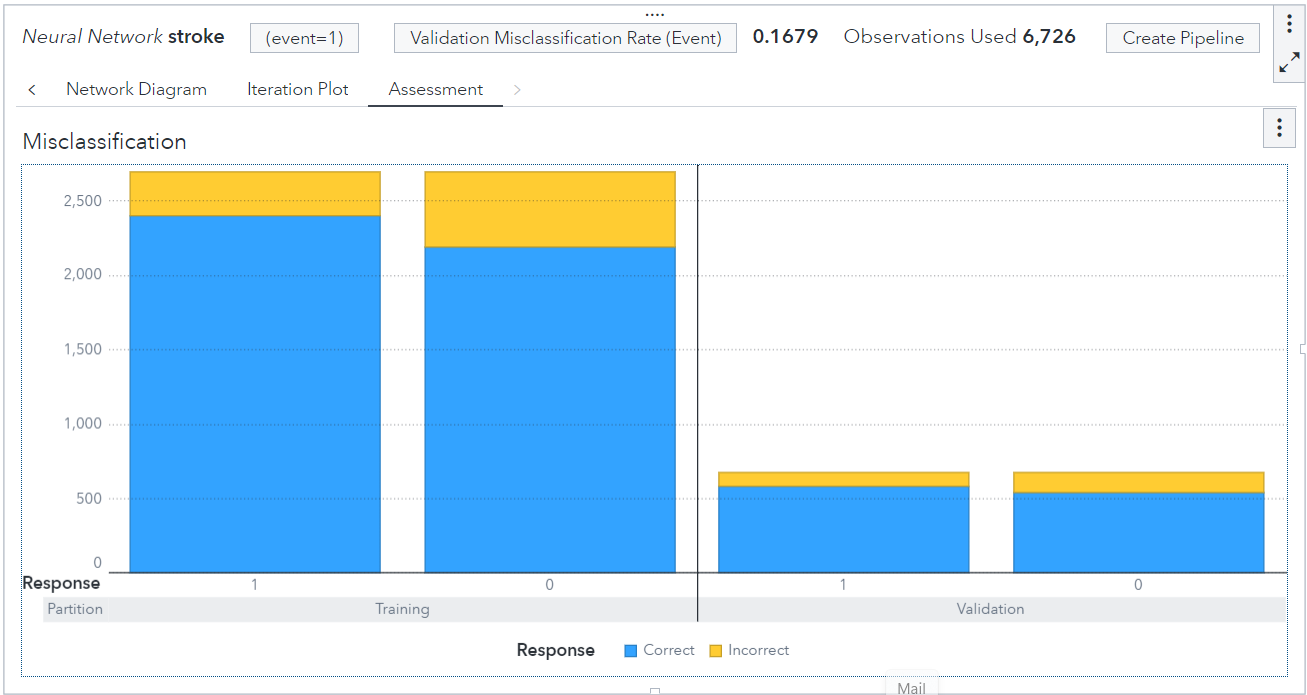 Neural Network stroke (event=1) Validation Misclassification Rate (Event) 0.1679 Observations Used 6,726 Create Pipeline
Network Diagram Iteration Plot Assessment
Misclassification
2,500
2,000
1,500
1,000
500
0
Response 1 0 1 0
Partition Training Validation
Response Correct Incorrect
Mail